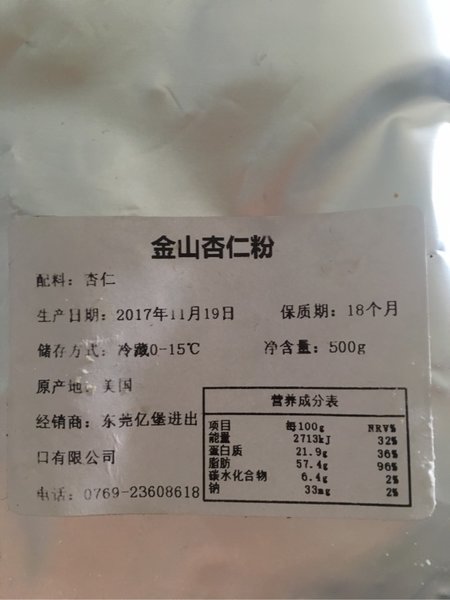 金山杏仁粉
配料：杏仁
生产日期：2017年11月19日 保质期：18个月
储存方式：冷藏0-15℃ 净含量：500g
原产地：美国
经销商：东莞亿堡进出
口有限公司
电话：0769-23608618
营养成分表
项目 每100g NRV%
能量 2713kJ 32%
蛋白质 21.9g 36%
脂肪 57.4g 96%
碳水化合物 6.4g 2%
钠 33mg 2%